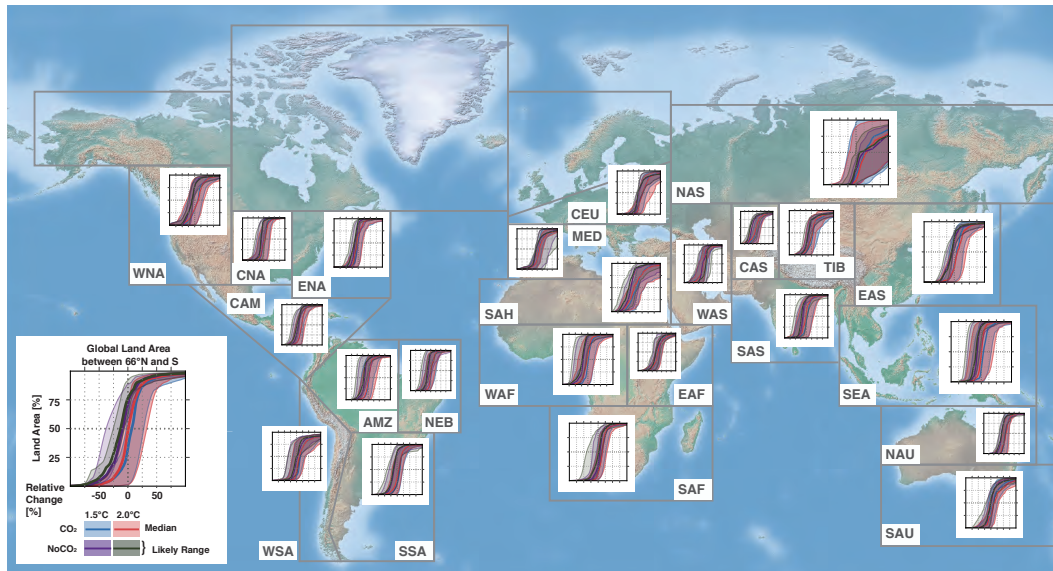 NAS
CEU
MED
WNA
CNA
CAS
TIB
ENA
EAS
CAM
SAH
WAS
SAS
Global Land Area
between 66°N and S
WAF
EAF
SEA
AMZ
NEB
Land Area [%]
75
50
25
NAU
Relative
Change
[%]
-50
0
50
SAF
1.5°C
2.0°C
CO₂
Median
NoCO₂
} Likely Range
SAU
WSA
SSA